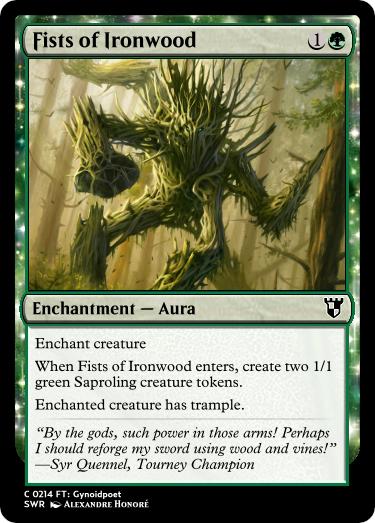 Fists of Ironwood 1
Enchantment — Aura
Enchant creature
When Fists of Ironwood enters, create two 1/1
green Saproling creature tokens.
Enchanted creature has trample.
“By the gods, such power in those arms! Perhaps
I should reforge my sword using wood and vines!”
—Syr Quennel, Tourney Champion
C 0214 FT: Gynoidpoet
SWR Alexandre Honoré